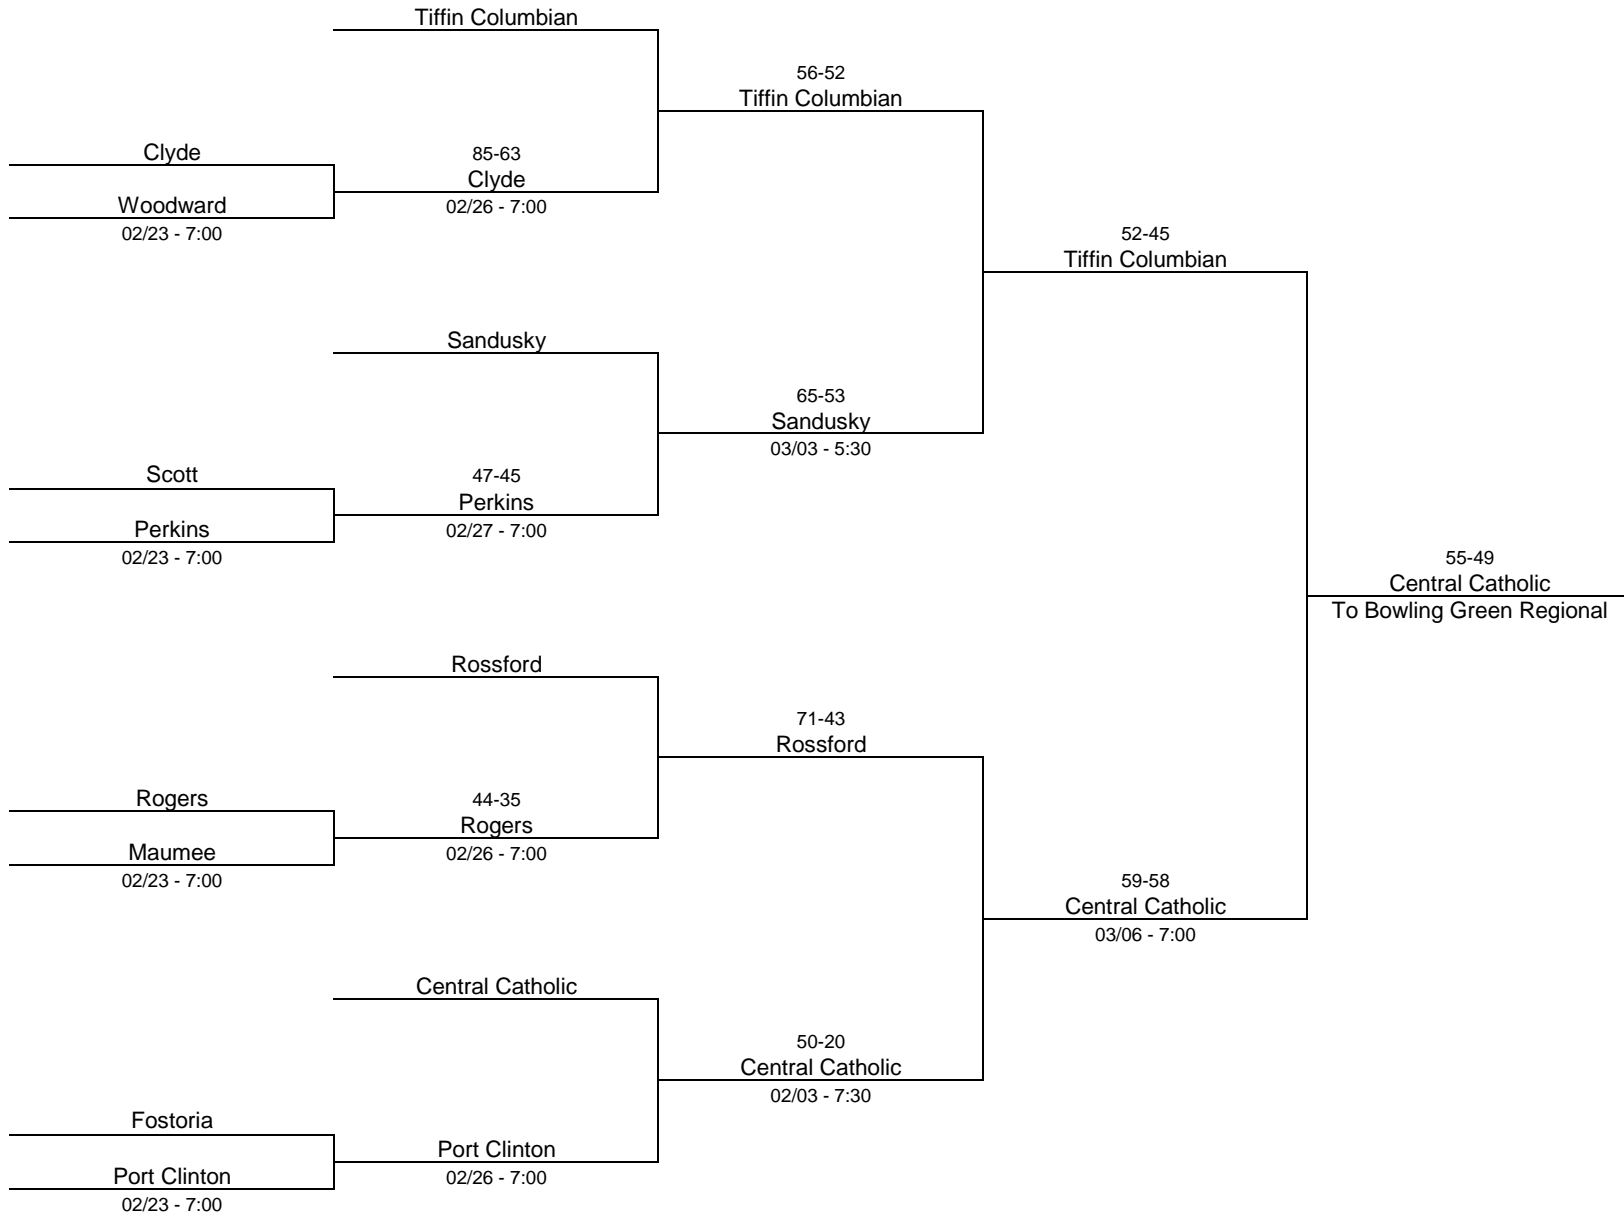 Tiffin Columbian
56-52
Tiffin Columbian
Clyde
85-63
Clyde
Woodward
02/26 - 7:00
02/23 - 7:00
52-45
Tiffin Columbian
Sandusky
65-53
Sandusky
03/03 - 5:30
Scott
47-45
Perkins
Perkins
02/27 - 7:00
02/23 - 7:00
55-49
Central Catholic
To Bowling Green Regional
Rossford
71-43
Rossford
Rogers
44-35
Rogers
Maumee
02/26 - 7:00
02/23 - 7:00
59-58
Central Catholic
03/06 - 7:00
Central Catholic
50-20
Central Catholic
02/03 - 7:30
Fostoria
Port Clinton
Port Clinton
02/26 - 7:00
02/23 - 7:00